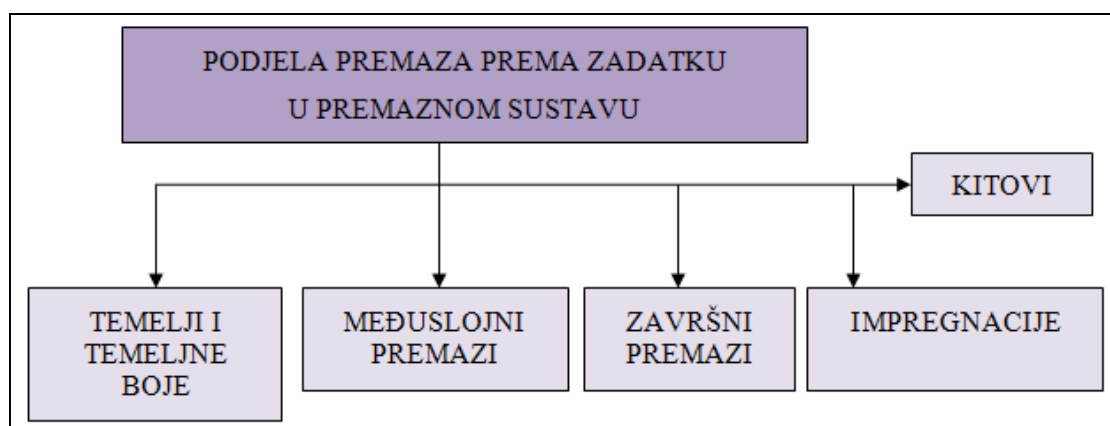 PODJELA PREMAZA PREMA ZADATKU
U PREMAZNOM SUSTAVU
KITOVI
TEMELJI I
TEMELJNE
BOJE
MEĐUSLOJNI
PREMAZI
ZAVRŠNI
PREMAZI
IMPREGNACIJE